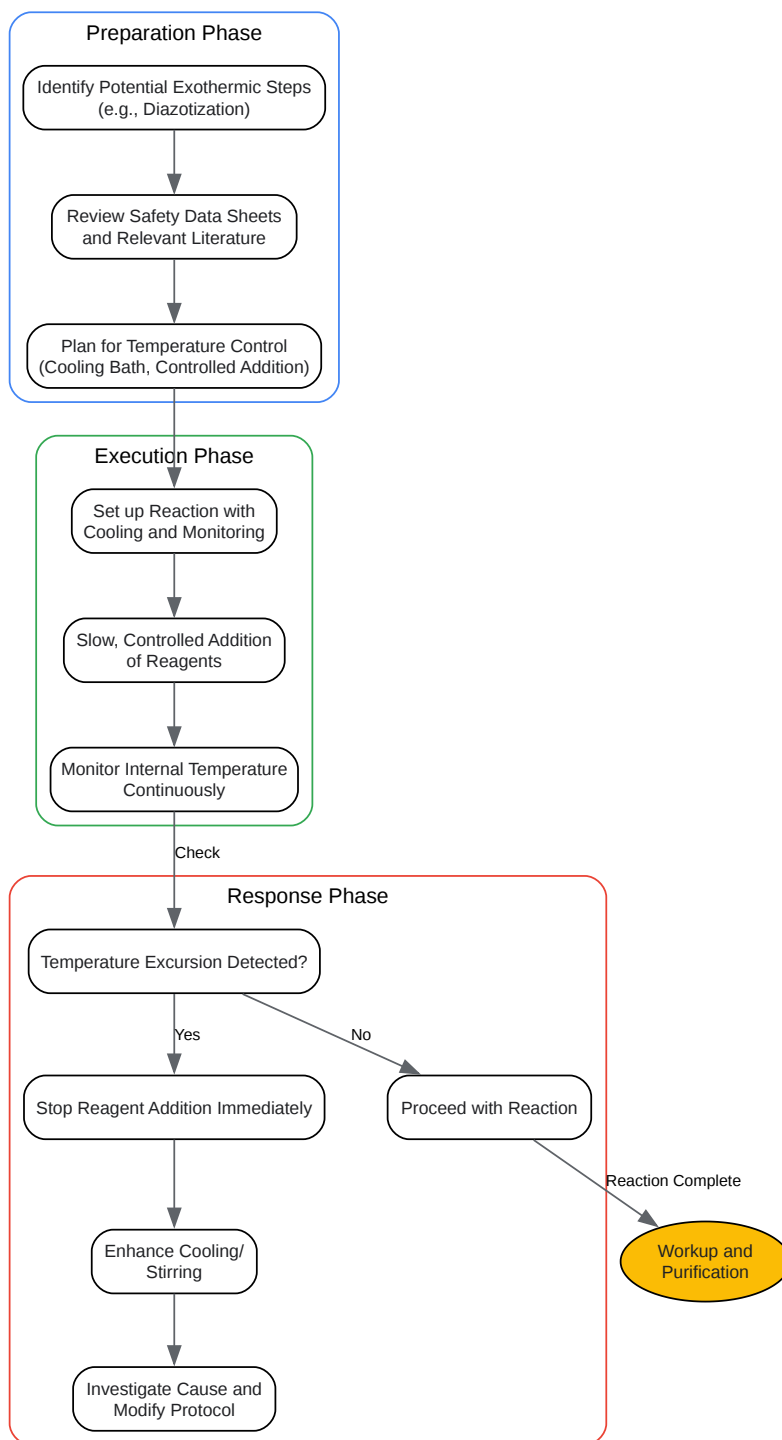 Preparation Phase
Identify Potential Exothermic Steps
(e.g., Diazotization)
Review Safety Data Sheets
and Relevant Literature
Plan for Temperature Control
(Cooling Bath, Controlled Addition)
Execution Phase
Set up Reaction with
Cooling and Monitoring
Slow, Controlled Addition
of Reagents
Monitor Internal Temperature
Continuously
Check
Response Phase
Temperature Excursion Detected?
Yes
No
Stop Reagent Addition Immediately
Proceed with Reaction
Reaction Complete
Enhance Cooling/
Stirring
Workup and
Purification
Investigate Cause and
Modify Protocol